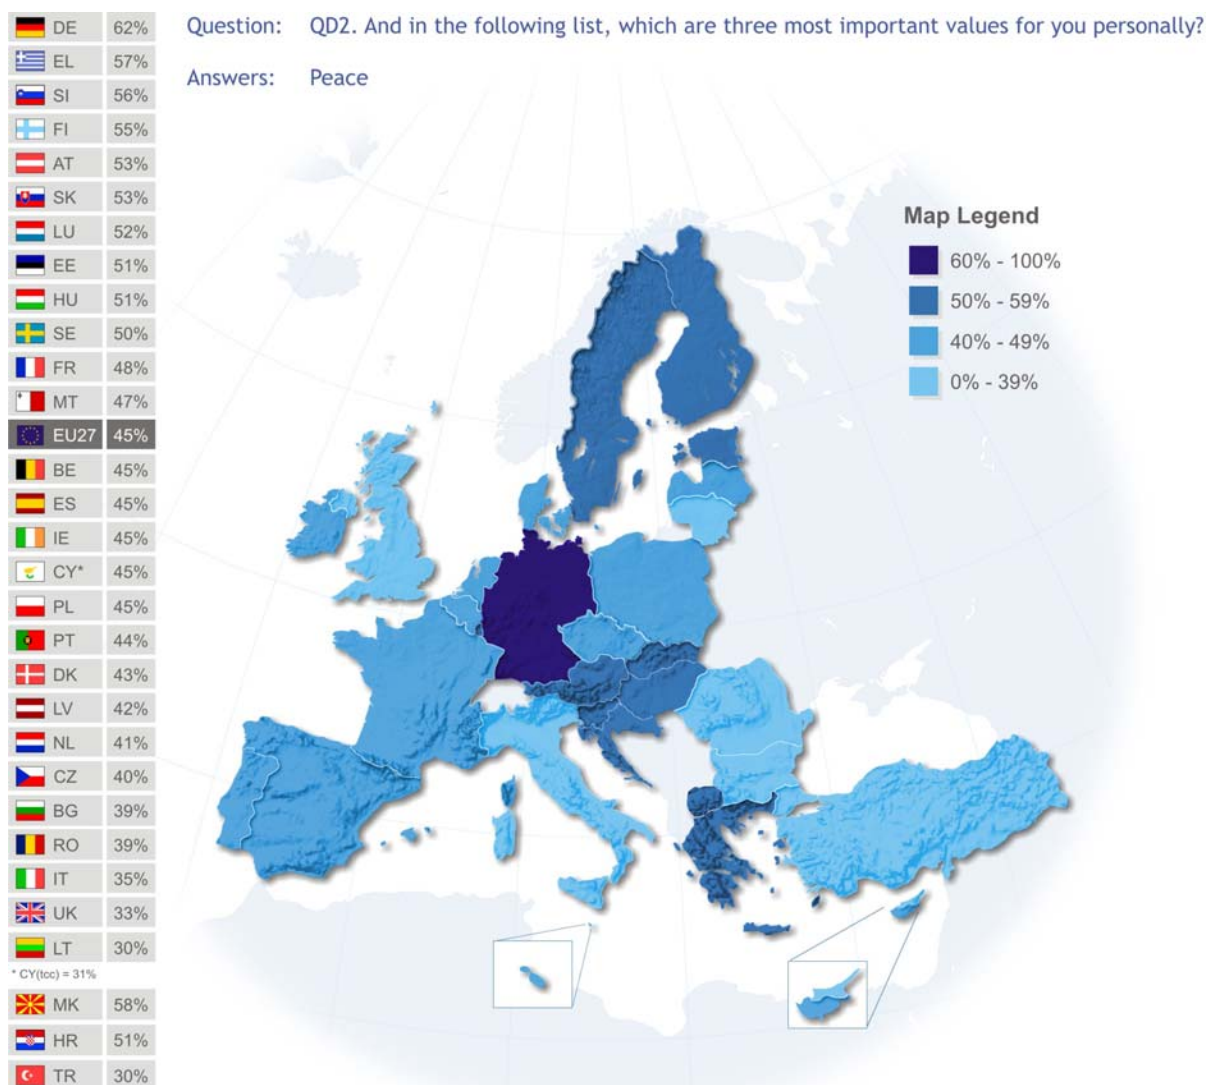 Question: QD2. And in the following list, which are three most important values for you personally?
Answers: Peace
DE 62%
EL 57%
SI 56%
FI 55%
AT 53%
SK 53%
LU 52%
EE 51%
HU 51%
SE 50%
FR 48%
MT 47%
EU27 45%
BE 45%
ES 45%
IE 45%
CY* 45%
PL 45%
PT 44%
DK 43%
LV 42%
NL 41%
CZ 40%
BG 39%
RO 39%
IT 35%
UK 33%
LT 30%
* CY(tcc) = 31%
MK 58%
HR 51%
TR 30%
Map Legend
60% - 100%
50% - 59%
40% - 49%
0% - 39%